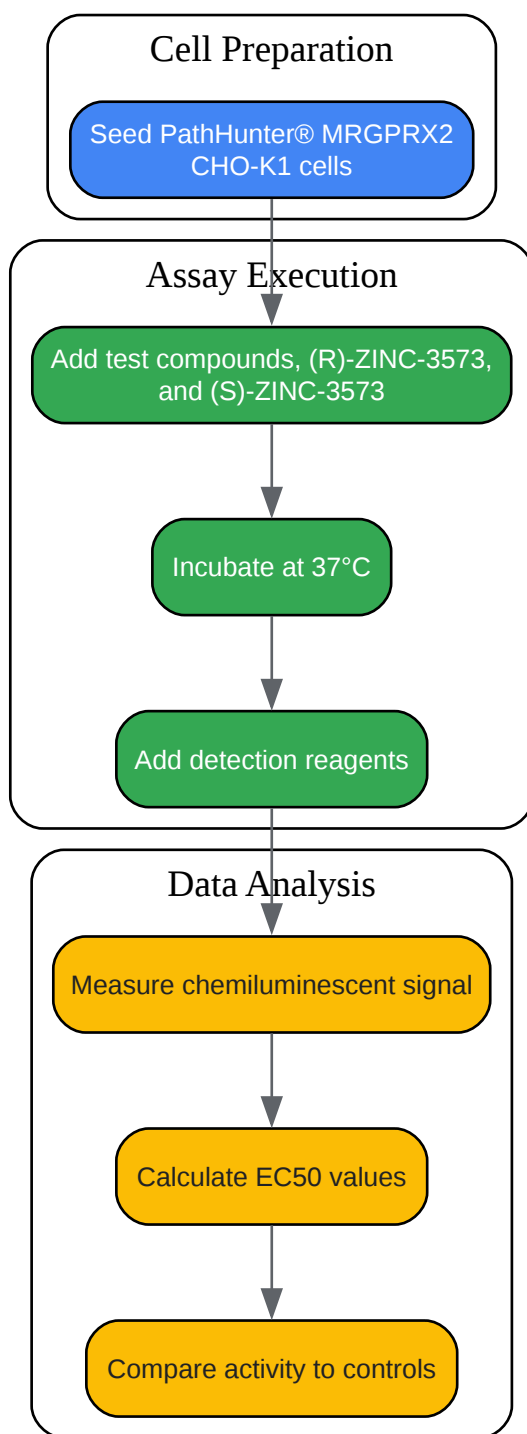 Cell Preparation
Seed PathHunter® MRGPRX2
CHO-K1 cells
Assay Execution
Add test compounds, (R)-ZINC-3573,
and (S)-ZINC-3573
Incubate at 37°C
Add detection reagents
Data Analysis
Measure chemiluminescent signal
Calculate EC50 values
Compare activity to controls